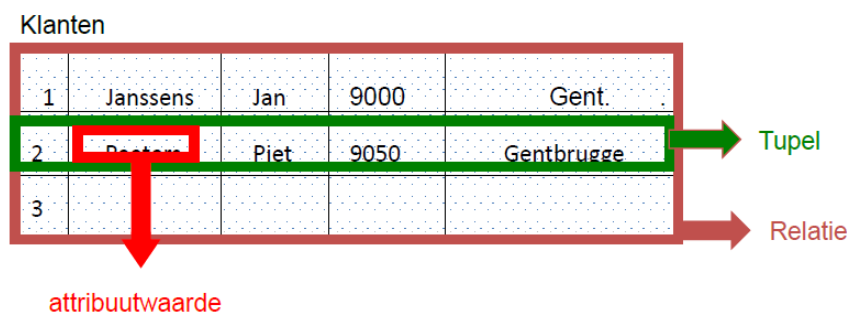 Klanten
1 Janssens Jan 9000 Gent.
2 Piet 9050 Gentbrugge
Tupel
3
Relatie
attribuutwaarde